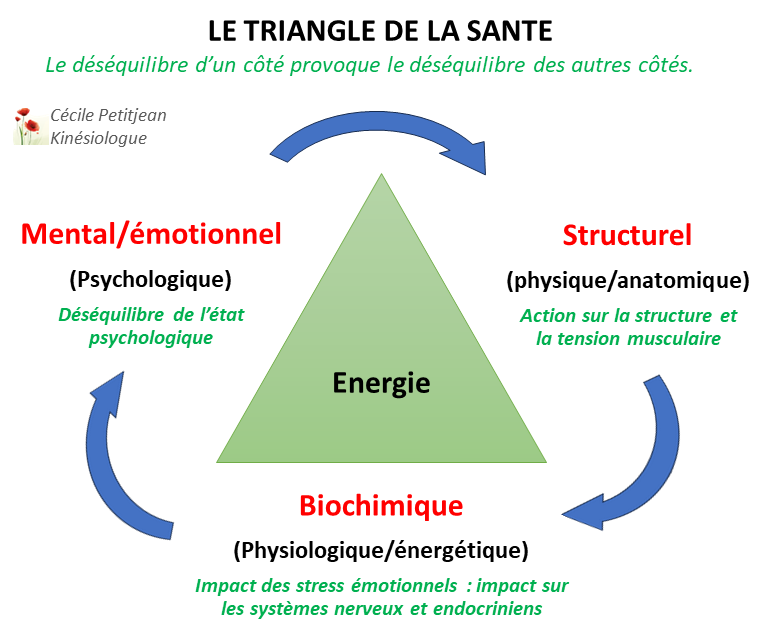 LE TRIANGLE DE LA SANTE
Le déséquilibre d'un côté provoque le déséquilibre des autres côtés.
Cécile Petitjean
Kinésiologue
Mental/émotionnel
(Psychologique)
Déséquilibre de l'état
psychologique
Structurel
(physique/anatomique)
Action sur la structure et
la tension musculaire
Energie
Biochimique
(Physiologique/énergétique)
Impact des stress émotionnels : impact sur
les systèmes nerveux et endocriniens